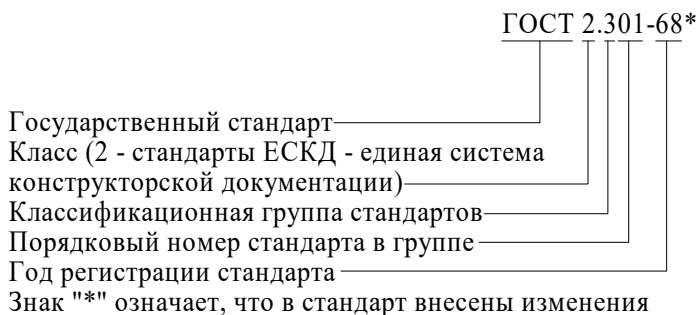 ГОСТ 2.301-68*
Государственный стандарт
Класс (2 - стандарты ЕСКД - единая система
конструкторской документации)
Классификационная группа стандартов
Порядковый номер стандарта в группе
Год регистрации стандарта
Знак "*" означает, что в стандарт внесены изменения